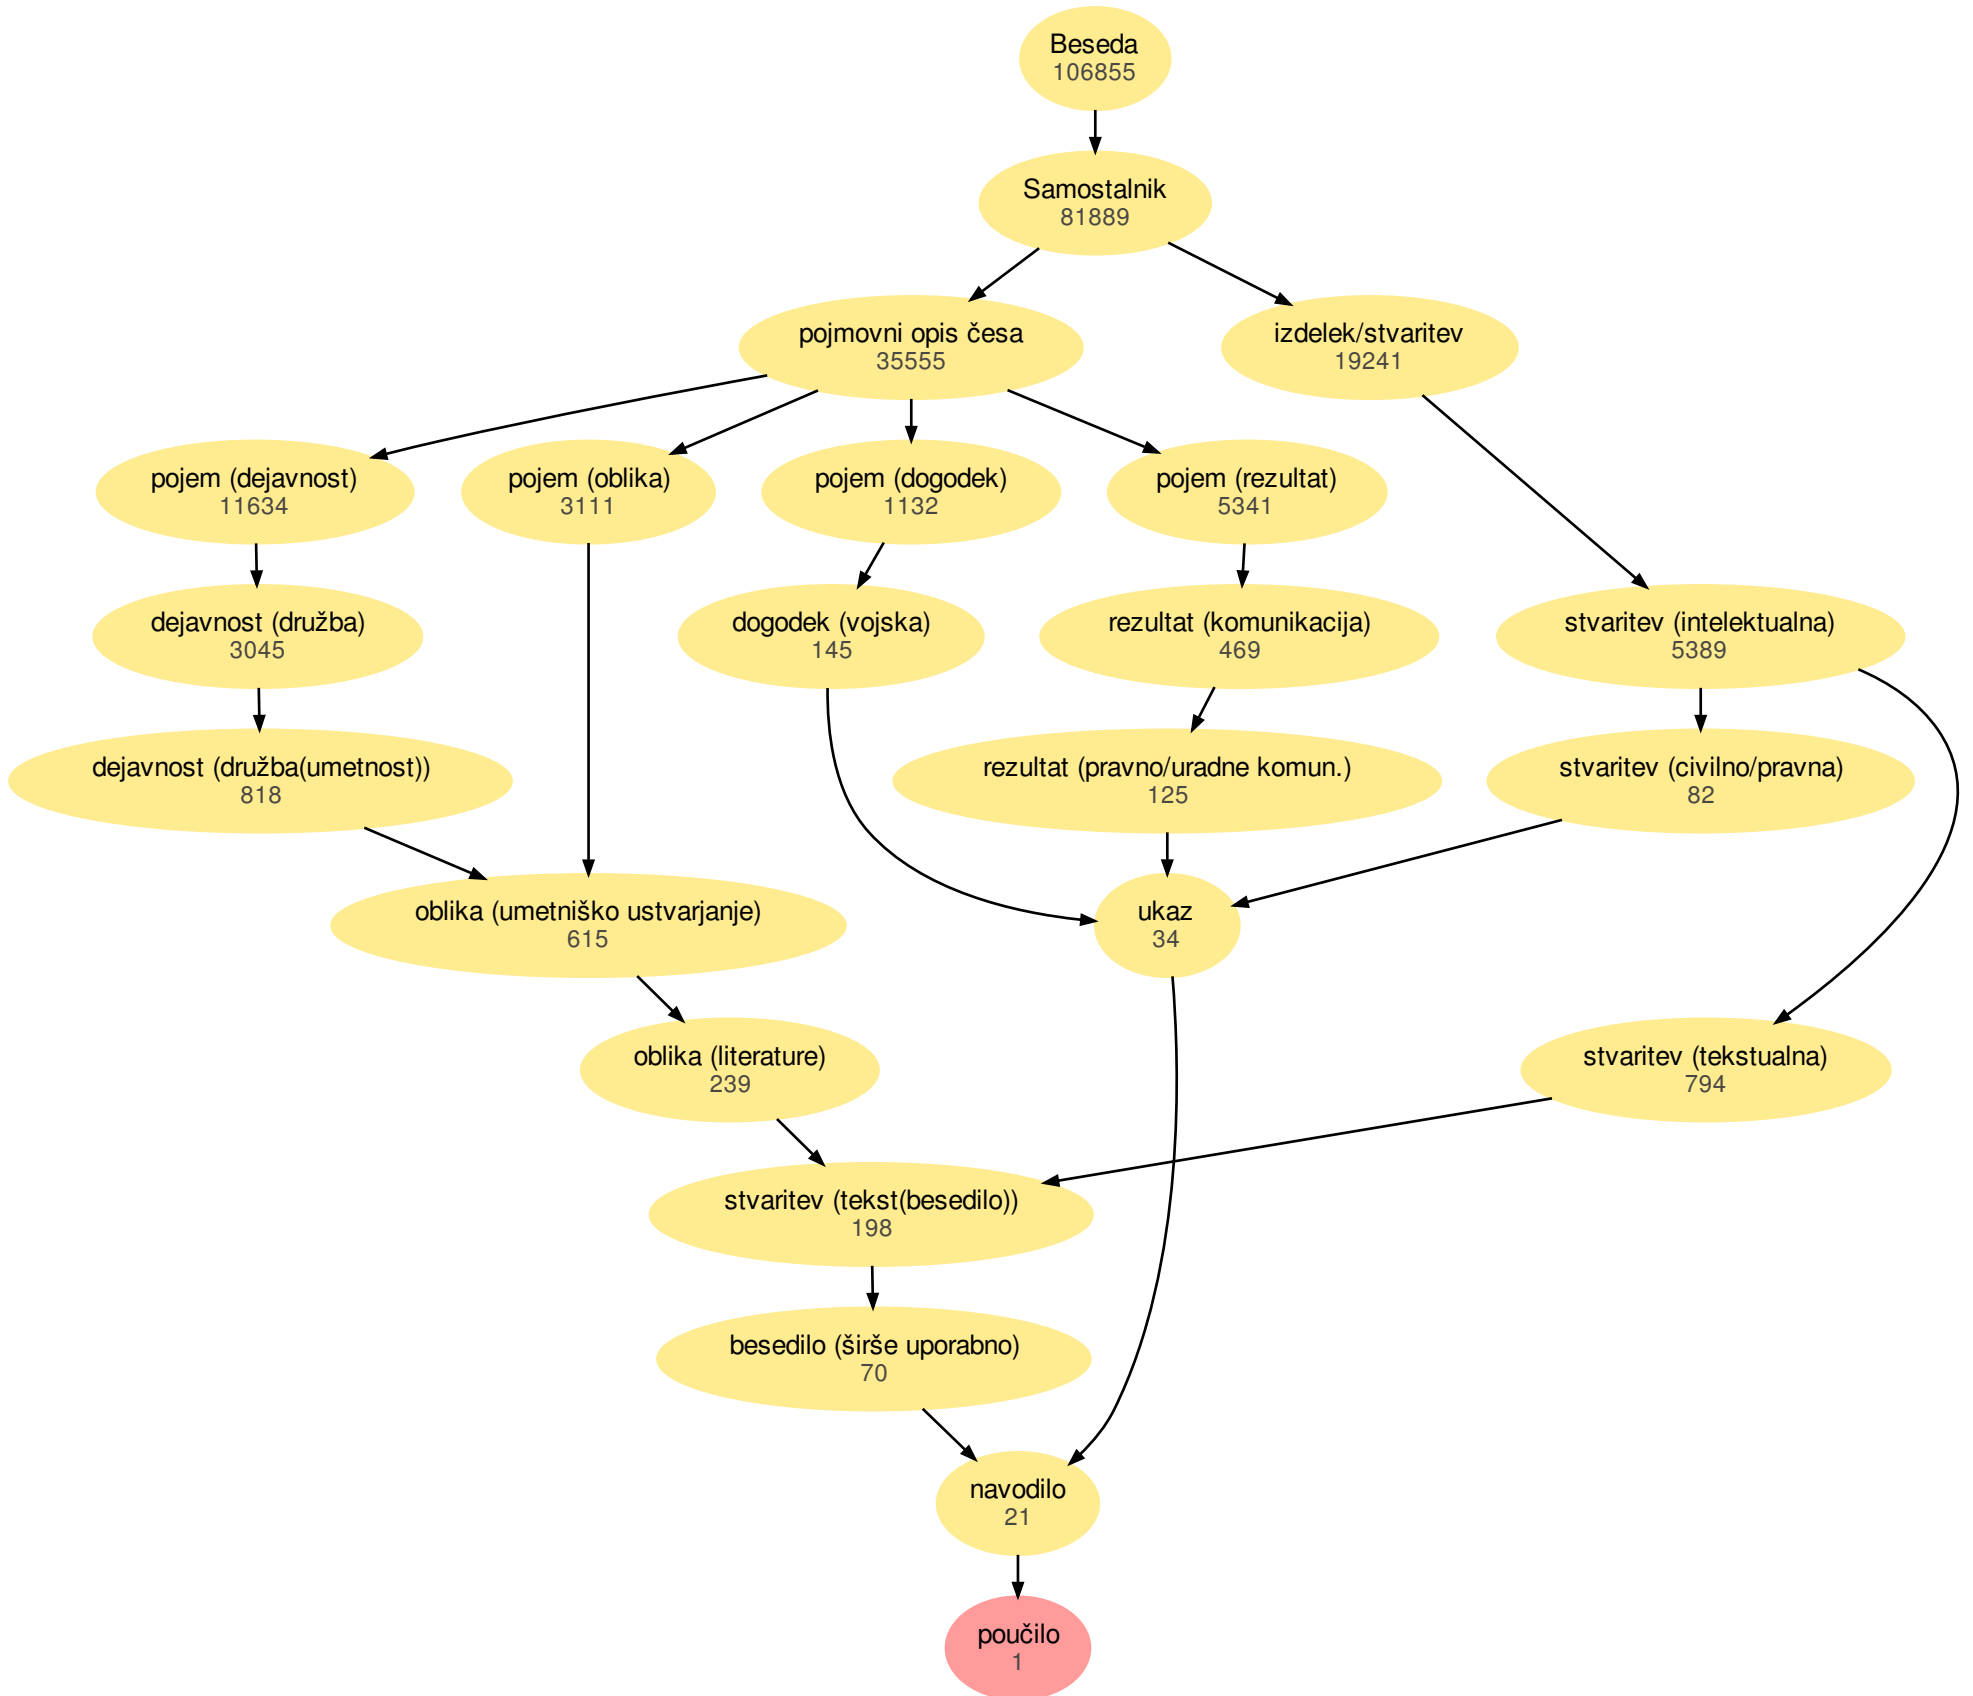 Beseda
106855
Samostalnik
81889
pojmovni opis česa
35555
izdelek/stvaritev
19241
pojem (dejavnost)
11634
pojem (oblika)
3111
pojem (dogodek)
1132
pojem (rezultat)
5341
dejavnost (družba)
3045
dogodek (vojska)
145
rezultat (komunikacija)
469
stvaritev (intelektualna)
5389
dejavnost (družba(umetnost))
818
rezultat (pravno/uradne komun.)
125
stvaritev (civilno/pravna)
82
oblika (umetniško ustvarjanje)
615
ukaz
34
oblika (literature)
239
stvaritev (tekstualna)
794
stvaritev (tekst(besedilo))
198
besedilo (širše uporabno)
70
navodilo
21
poučilo
1